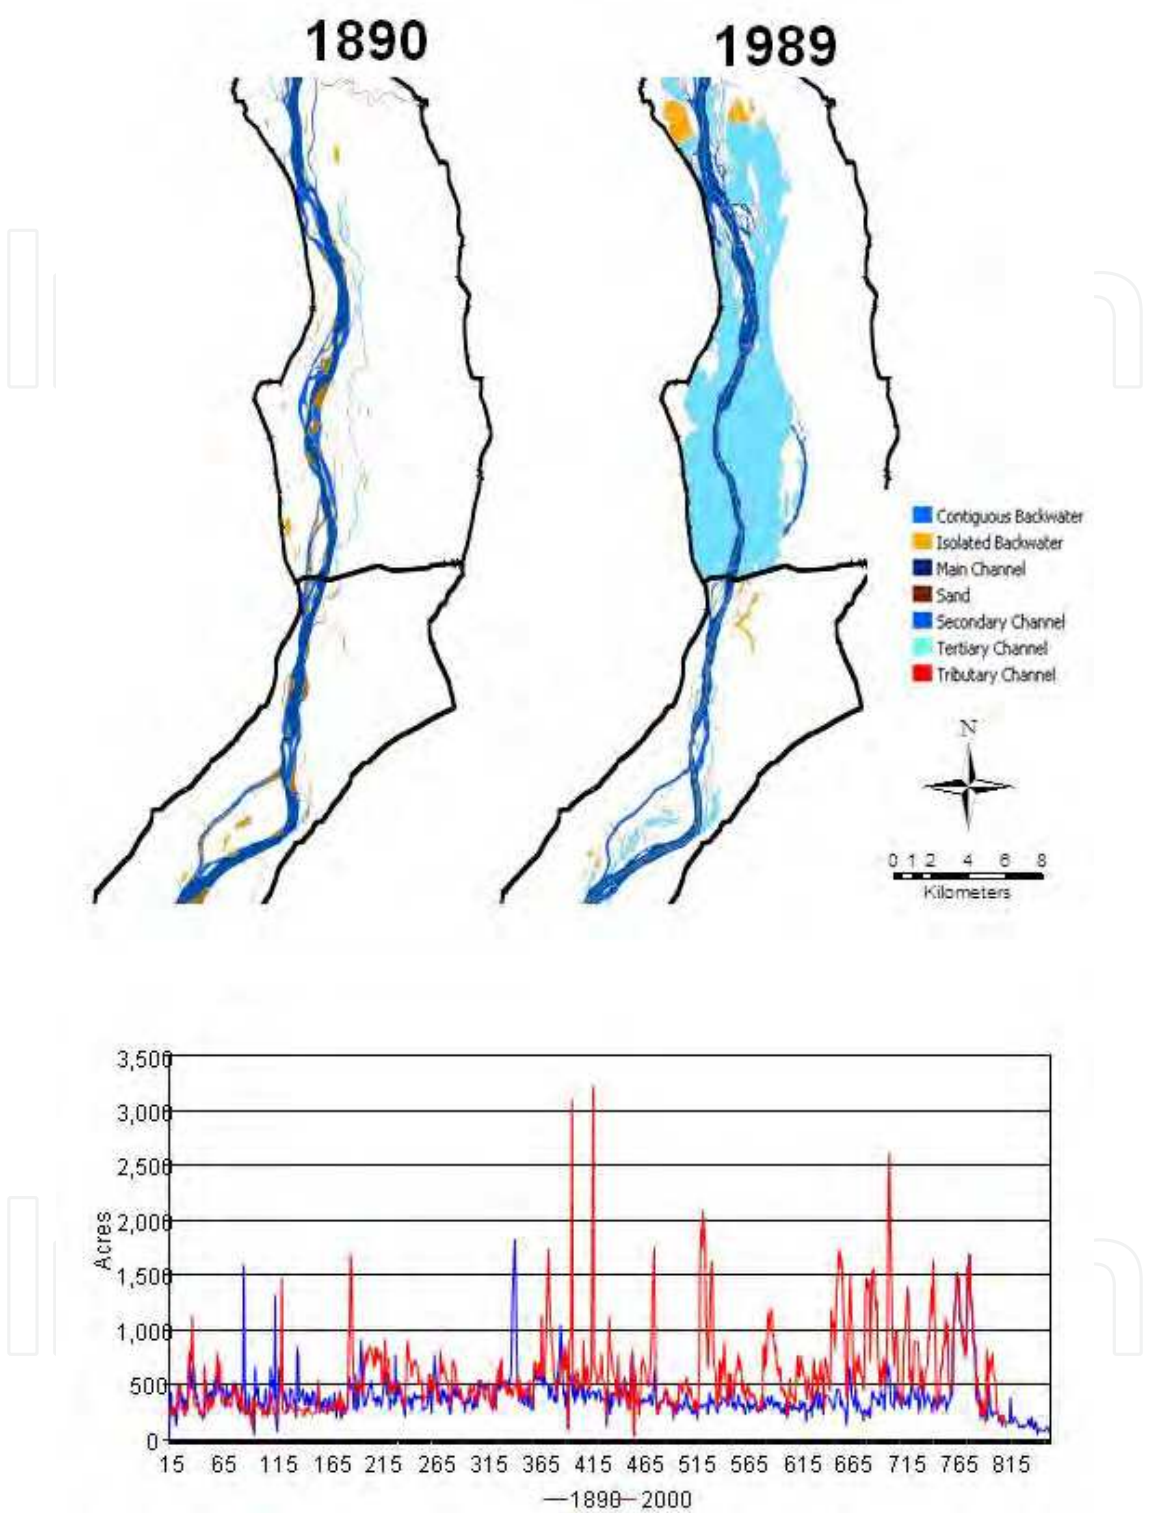 1890 1989
Contiguous Backwater
Isolated Backwater
Main Channel
Sand
Secondary Channel
Tertiary Channel
Tributary Channel
N
0 1 2 4 6 8
Kilometers
3,500
3,000
2,500
2,000
1,500
1,000
500
0
Acres
15 65 115 165 215 265 315 365 415 465 515 565 615 665 715 765 815
1890 2000